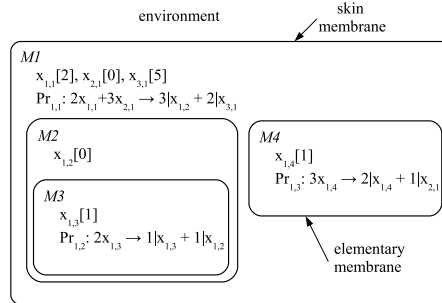 environment
skin
membrane
M1
x₁,₁[2], x₂,₁[0], x₃,₁[5]
Pr₁,₁: 2x₁,₁+3x₂,₁ → 3|x₁,₂ + 2|x₃,₁
M2
x₁,₂[0]
M3
x₁,₃[1]
Pr₁,₂: 2x₁,₃ → 1|x₁,₃ + 1|x₁,₂
M4
x₁,₄[1]
Pr₁,₃: 3x₁,₄ → 2|x₁,₄ + 1|x₂,₁
elementary
membrane